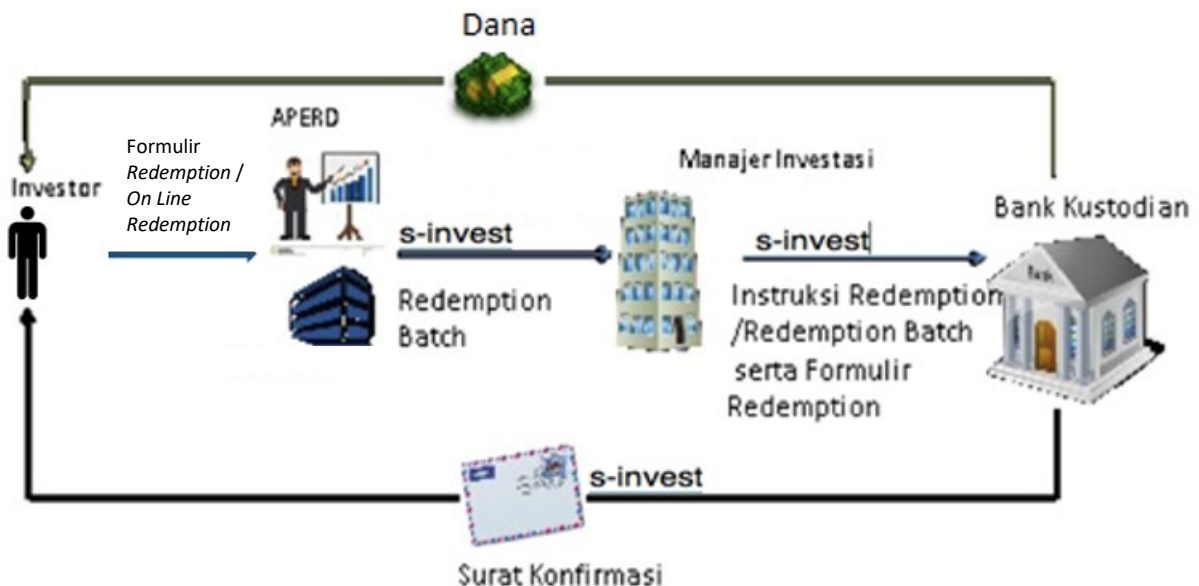 Dana
APERD
Formulir
Redemption /
On Line
Redemption
Investor
Manajer Investasi
Bank Kustodian
s-invest
Redemption
Batch
s-invest
Instruksi Redemption
/Redemption Batch
serta Formulir
Redemption
Bank
s-invest
Surat Konfirmasi